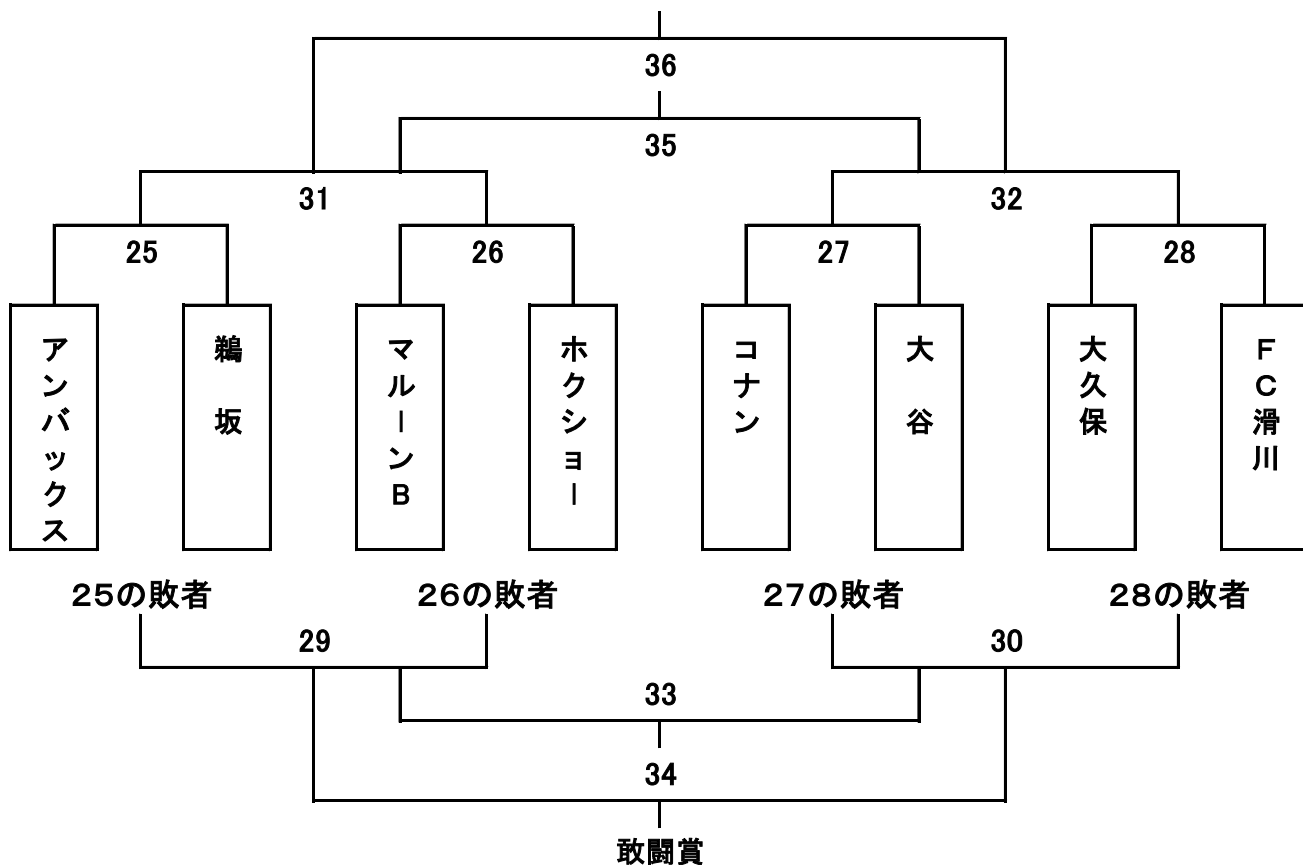 36
35
31
32
25
26
27
28
アンバックス
鵜坂
マルーンB
ホクショー
コナン
大谷
大久保
FC滑川
25の敗者
26の敗者
27の敗者
28の敗者
29
30
33
34
敢闘賞